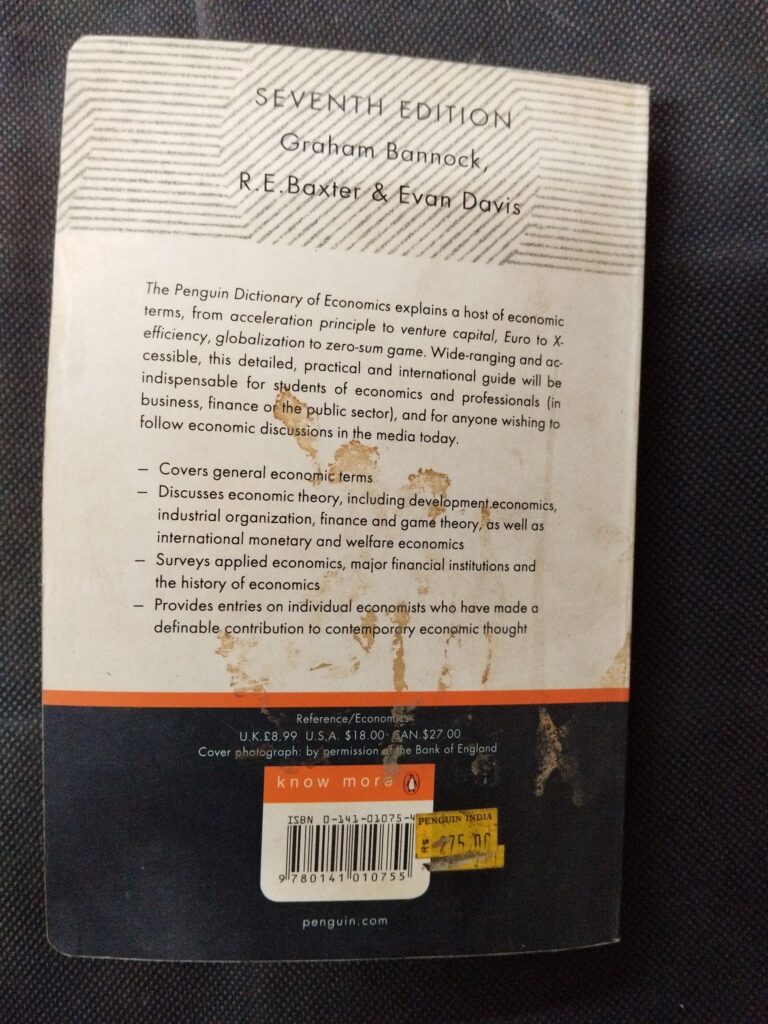 SEVENTH EDITION
Graham Bannock,
R.E.Baxter & Evan Davis
The Penguin Dictionary of Economics explains a host of economic
terms, from acceleration principle to venture capital, Euro to X-
efficiency, globalization to zero-sum game. Wide-ranging and ac-
cessible, this detailed, practical and international guide will be
indispensable for students of economics and professionals (in
business, finance or the public sector), and for anyone wishing to
follow economic discussions in the media today.
– Covers general economic terms
– Discusses economic theory, including development economics,
industrial organization, finance and game theory, as well as
international monetary and welfare economics
– Surveys applied economics, major financial institutions and
the history of economics
– Provides entries on individual economists who have made a
definable contribution to contemporary economic thought
Reference/Economics
U.K.£8.99 U.S.A. $18.00 CAN.$27.00
Cover photograph: by permission of the Bank of England
know more
ISBN 0-141-01075-4
PENGUIN INDIA
Rs 275.00
9 780141 010755
penguin.com